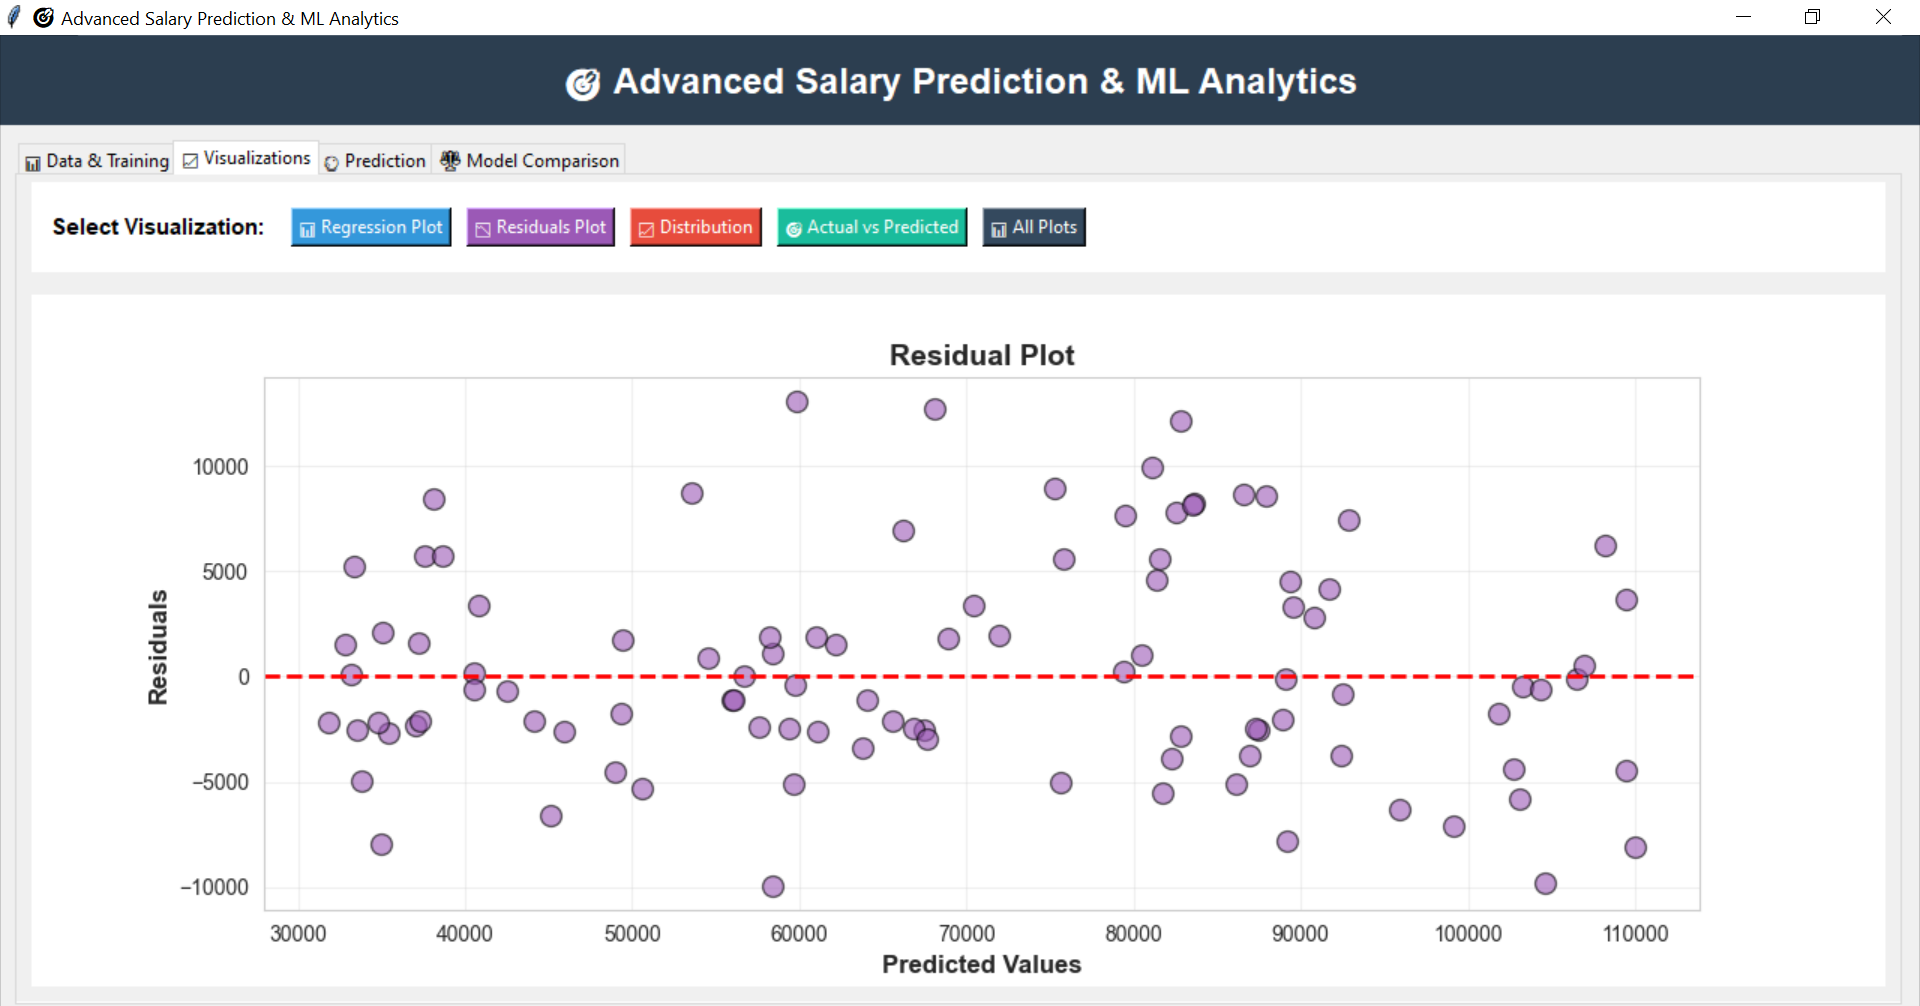 Advanced Salary Prediction & ML Analytics
Advanced Salary Prediction & ML Analytics
Data & Training Visualizations Prediction Model Comparison
Select Visualization: Regression Plot Residuals Plot Distribution Actual vs Predicted All Plots
Residual Plot
10000
5000
0
−5000
−10000
Residuals
30000 40000 50000 60000 70000 80000 90000 100000 110000
Predicted Values